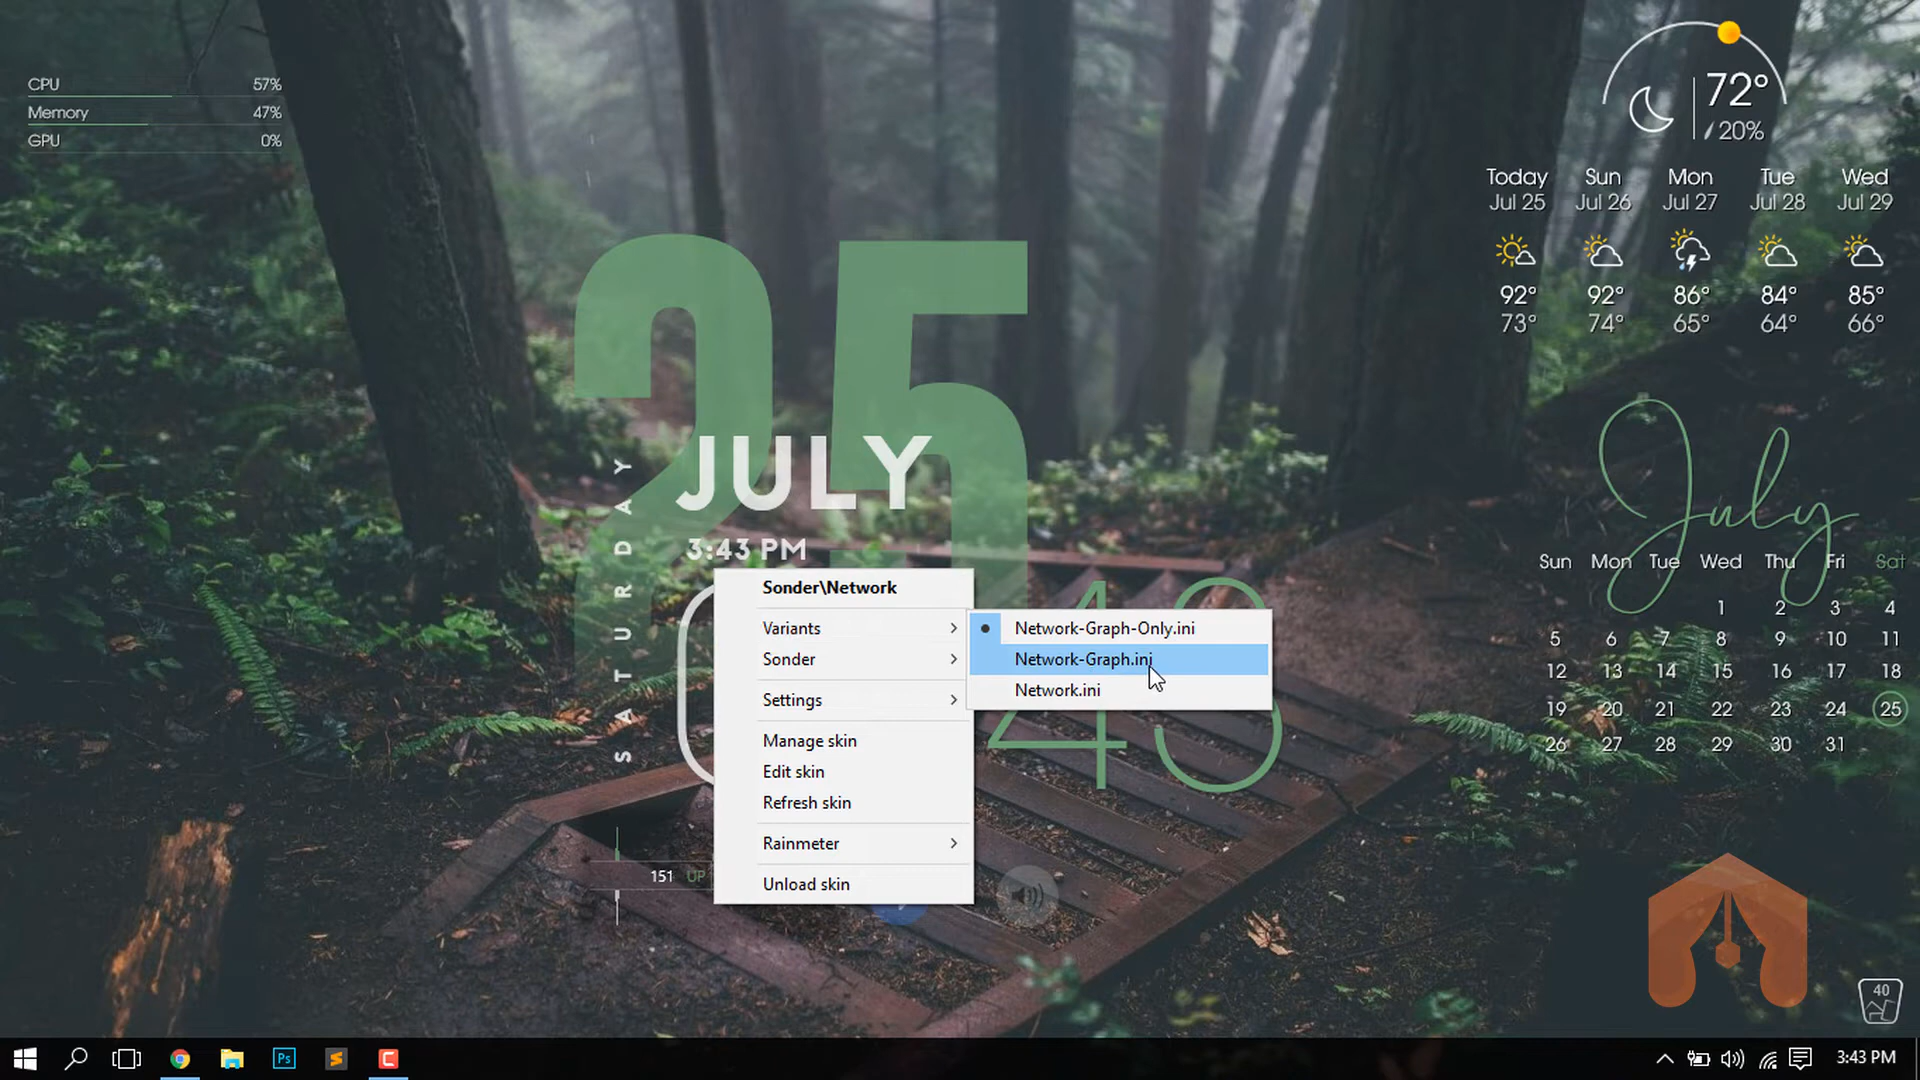 CPU 57%
Memory 47%
GPU 0%
72°
20%
Today Sun Mon Tue Wed
Jul 25 Jul 26 Jul 27 Jul 28 Jul 29
92° 92° 86° 84° 85°
73° 74° 65° 64° 66°
25
JULY
3:43 PM
SATURDAY
Sonder\Network
Variants
Sonder
Settings
Manage skin
Edit skin
Refresh skin
Rainmeter
Unload skin
Network-Graph-Only.ini
Network-Graph.ini
Network.ini
43
151 UP
July
Sun Mon Tue Wed Thu Fri Sat
1 2 3 4
5 6 7 8 9 10 11
12 13 14 15 16 17 18
19 20 21 22 23 24 25
26 27 28 29 30 31
40
Ps
3:43 PM